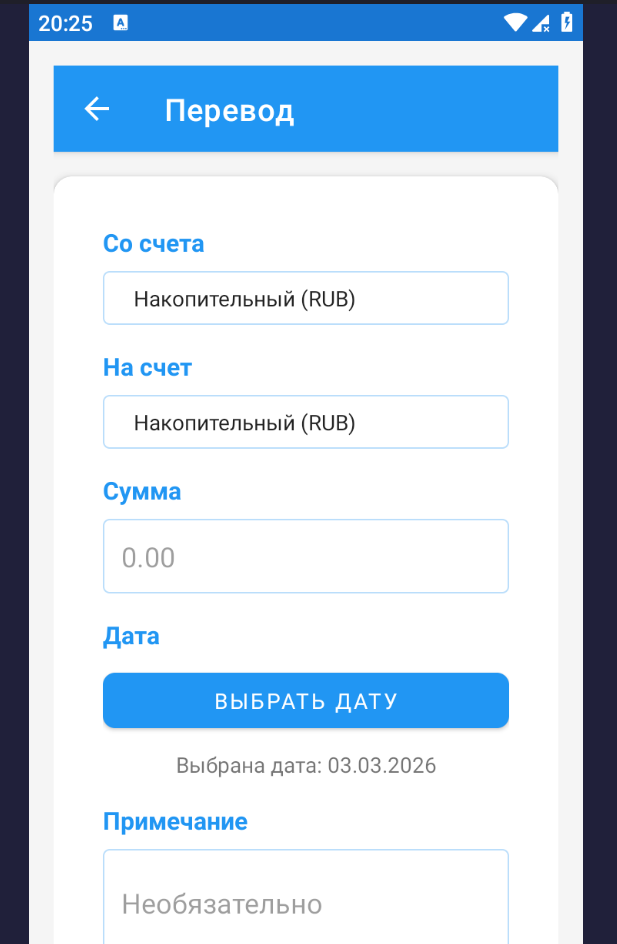 20:25
A
Перевод
Со счета
Накопительный (RUB)
На счет
Накопительный (RUB)
Сумма
0.00
Дата
ВЫБРАТЬ ДАТУ
Выбрана дата: 03.03.2026
Примечание
Необязательно